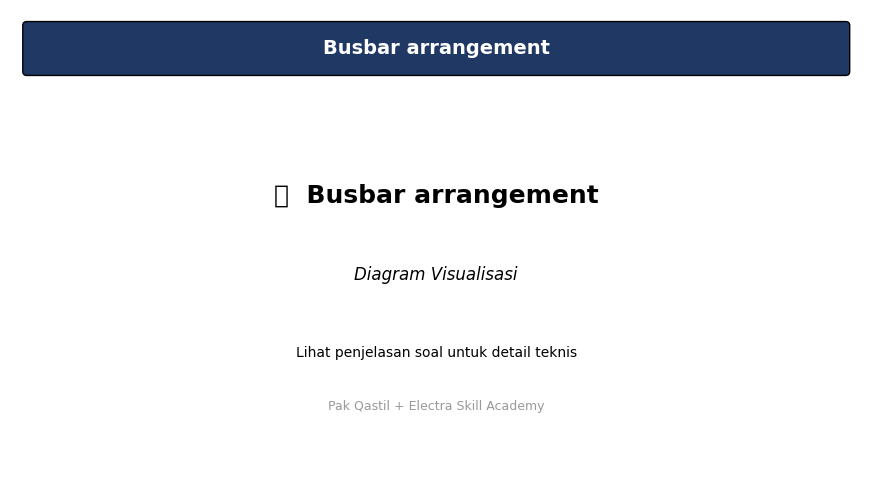 Busbar arrangement
Busbar arrangement
Diagram Visualisasi
Lihat penjelasan soal untuk detail teknis
Pak Qastil + Electra Skill Academy